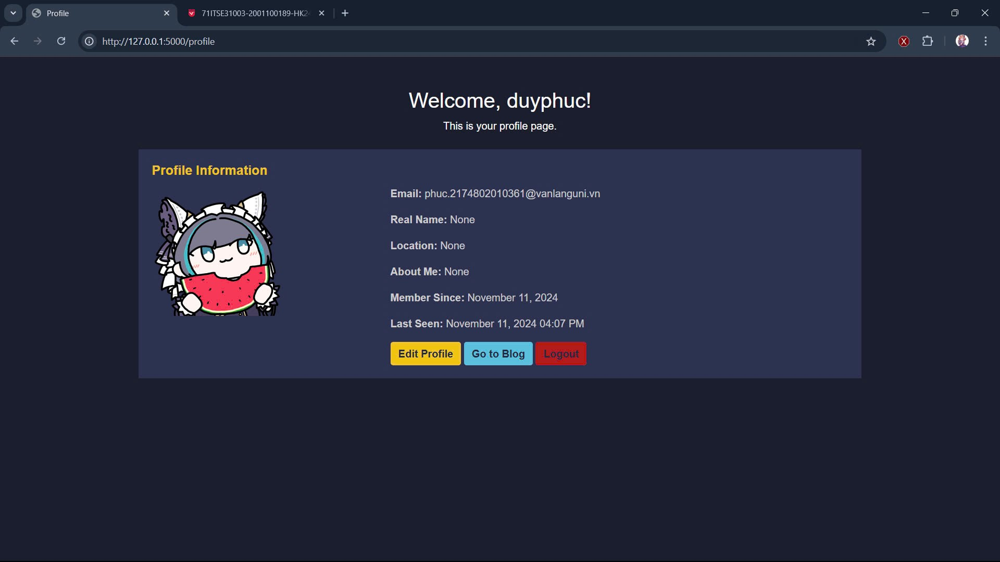 Profile
71ITSE31003-2001100189-HK2
http://127.0.0.1:5000/profile
Welcome, duyphuc!
This is your profile page.
Profile Information
Email: phuc.2174802010361@vanlanguni.vn
Real Name: None
Location: None
About Me: None
Member Since: November 11, 2024
Last Seen: November 11, 2024 04:07 PM
Edit Profile Go to Blog Logout